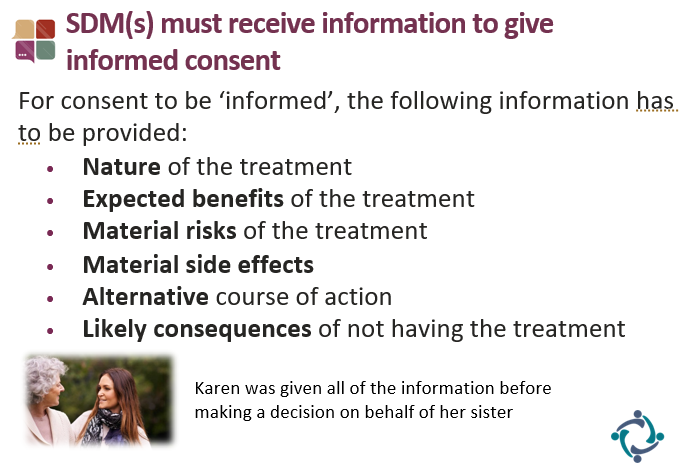 SDM(s) must receive information to give
informed consent
For consent to be ‘informed’, the following information has
to be provided:
• Nature of the treatment
• Expected benefits of the treatment
• Material risks of the treatment
• Material side effects
• Alternative course of action
• Likely consequences of not having the treatment
Karen was given all of the information before
making a decision on behalf of her sister